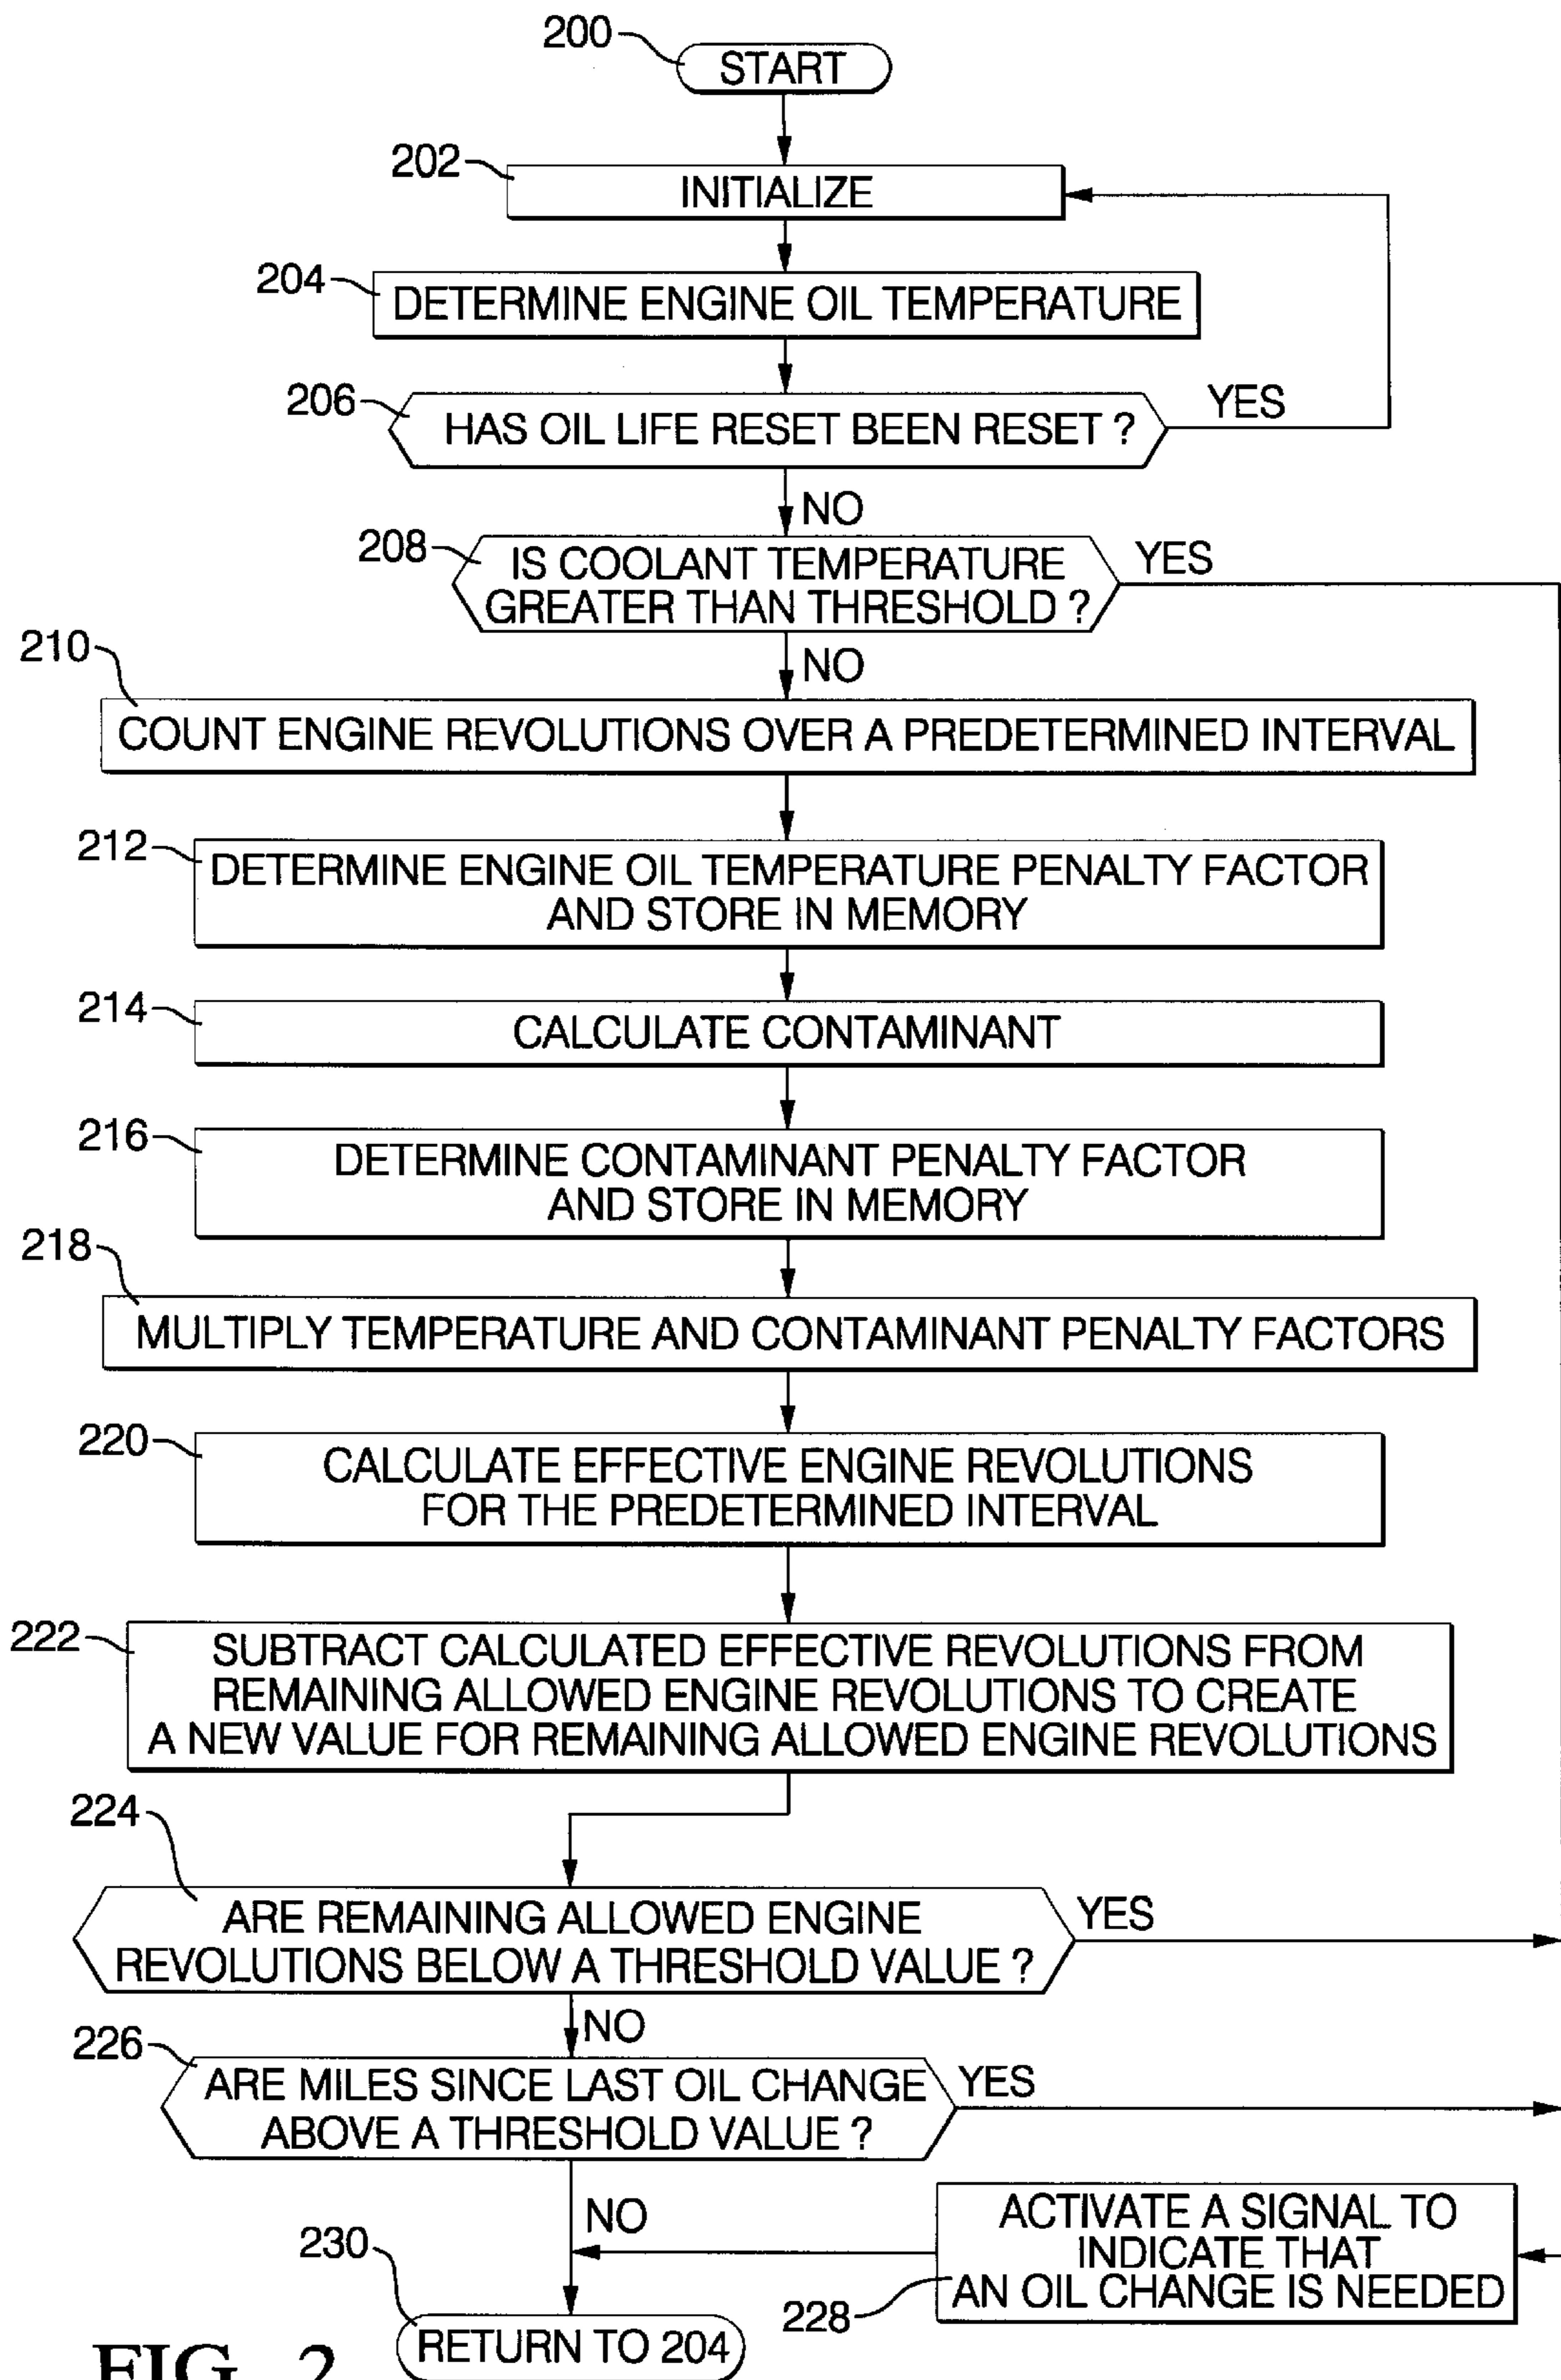 200
START
202
INITIALIZE
204
DETERMINE ENGINE OIL TEMPERATURE
206
HAS OIL LIFE RESET BEEN RESET ?
YES
NO
208
IS COOLANT TEMPERATURE
GREATER THAN THRESHOLD ?
YES
NO
210
COUNT ENGINE REVOLUTIONS OVER A PREDETERMINED INTERVAL
212
DETERMINE ENGINE OIL TEMPERATURE PENALTY FACTOR
AND STORE IN MEMORY
214
CALCULATE CONTAMINANT
216
DETERMINE CONTAMINANT PENALTY FACTOR
AND STORE IN MEMORY
218
MULTIPLY TEMPERATURE AND CONTAMINANT PENALTY FACTORS
220
CALCULATE EFFECTIVE ENGINE REVOLUTIONS
FOR THE PREDETERMINED INTERVAL
222
SUBTRACT CALCULATED EFFECTIVE REVOLUTIONS FROM
REMAINING ALLOWED ENGINE REVOLUTIONS TO CREATE
A NEW VALUE FOR REMAINING ALLOWED ENGINE REVOLUTIONS
224
ARE REMAINING ALLOWED ENGINE
REVOLUTIONS BELOW A THRESHOLD VALUE ?
YES
NO
226
ARE MILES SINCE LAST OIL CHANGE
ABOVE A THRESHOLD VALUE ?
YES
NO
ACTIVATE A SIGNAL TO
INDICATE THAT
AN OIL CHANGE IS NEEDED
228
230
RETURN TO 204
FIG. 2